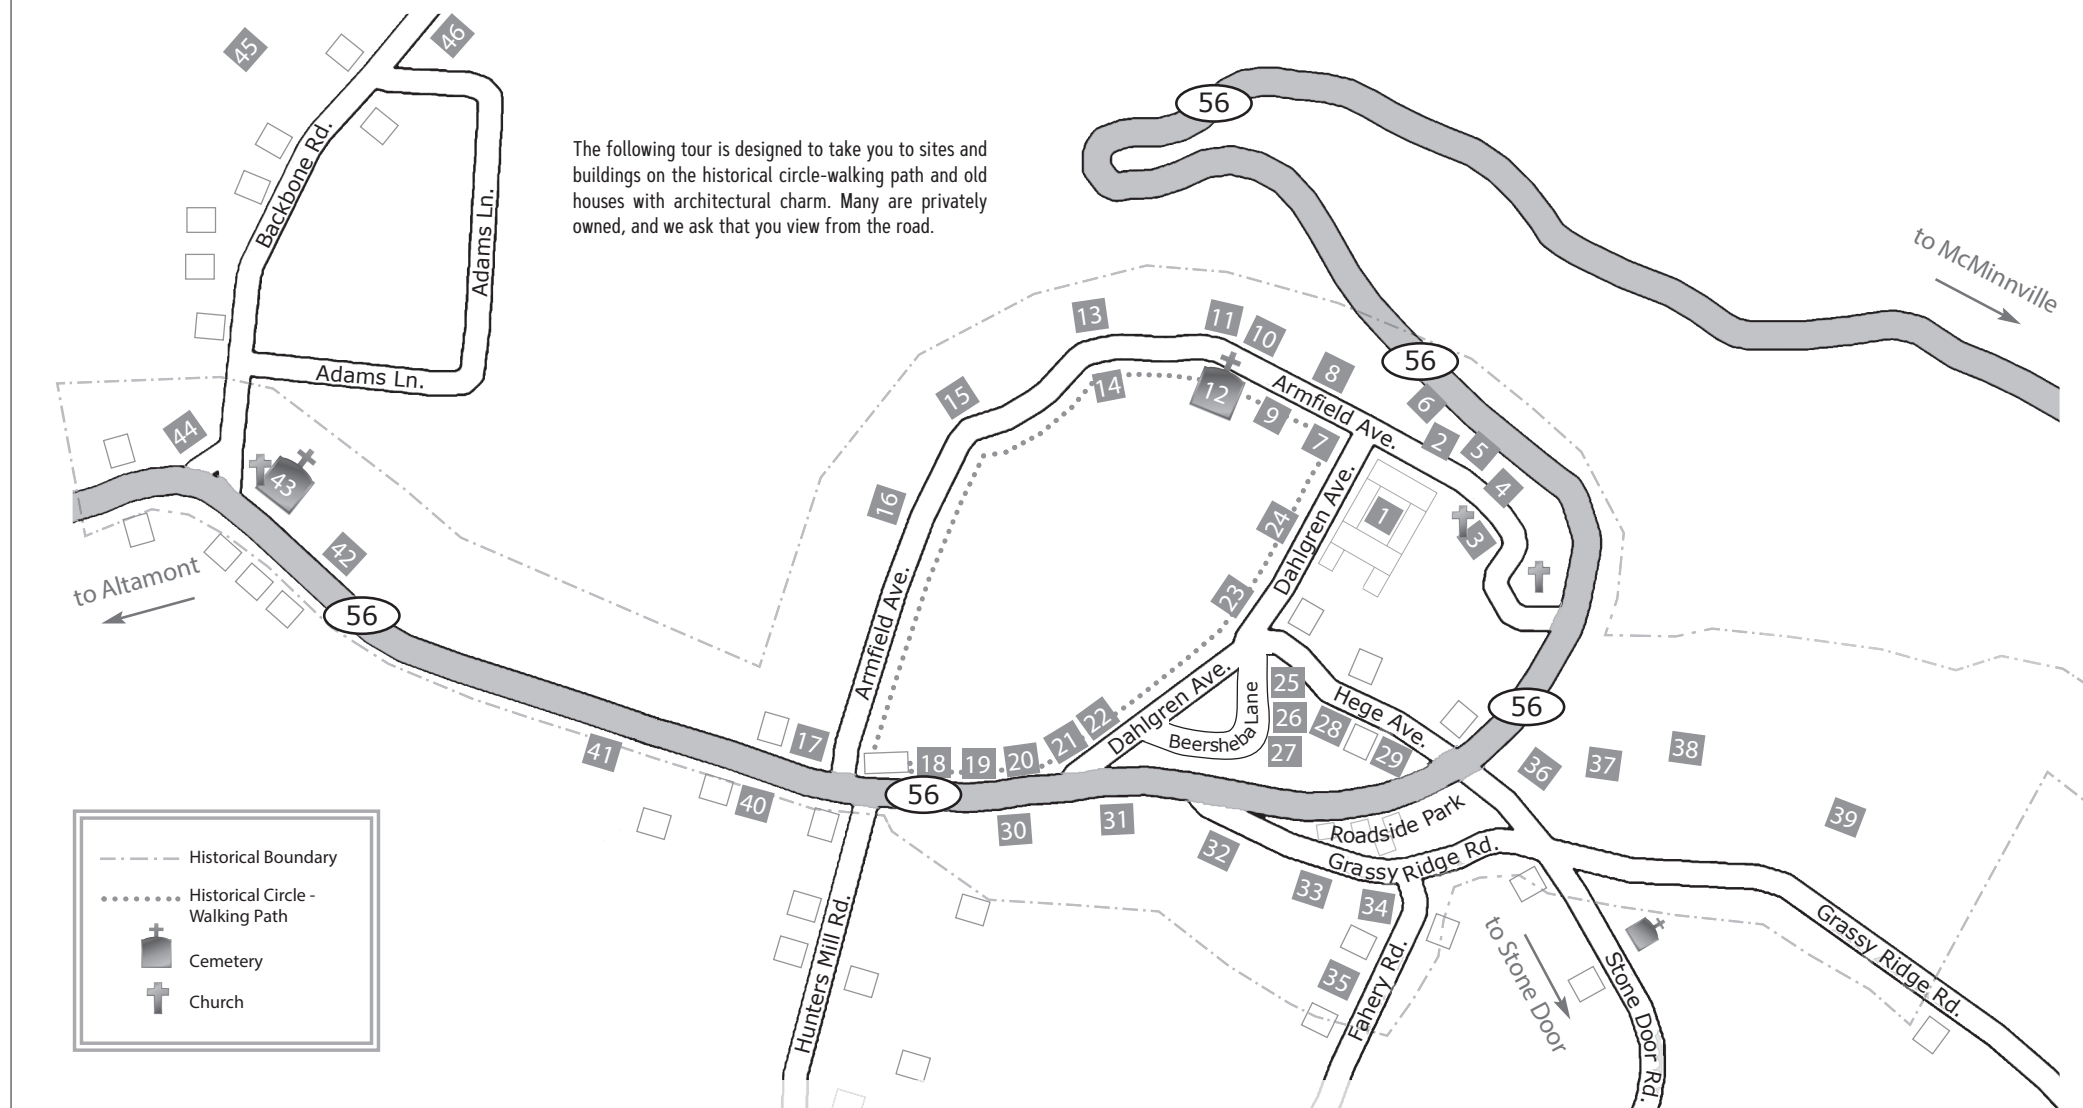 45
46
56
Backbone Rd.
Adams Ln.
Adams Ln.
The following tour is designed to take you to sites and
buildings on the historical circle-walking path and old
houses with architectural charm. Many are privately
owned, and we ask that you view from the road.
to McMinnville
13
11
10
8
56
14
12
9
7
Armfield Ave.
6
2
5
4
15
16
44
43
42
to Altamont
56
24
23
Dahlgren Ave.
1
3
Armfield Ave.
25
26
27
28
29
Hege Ave.
Beersheba Lane
56
22
21
20
19
18
17
Dahlgren Ave.
41
40
56
30
31
32
33
34
35
36
37
38
39
Roadside Park
Grassy Ridge Rd.
Hunters Mill Rd.
Fahery Rd.
to Stone Door
Stone Door Rd.
Grassy Ridge Rd.
Historical Boundary
Historical Circle -
Walking Path
Cemetery
Church